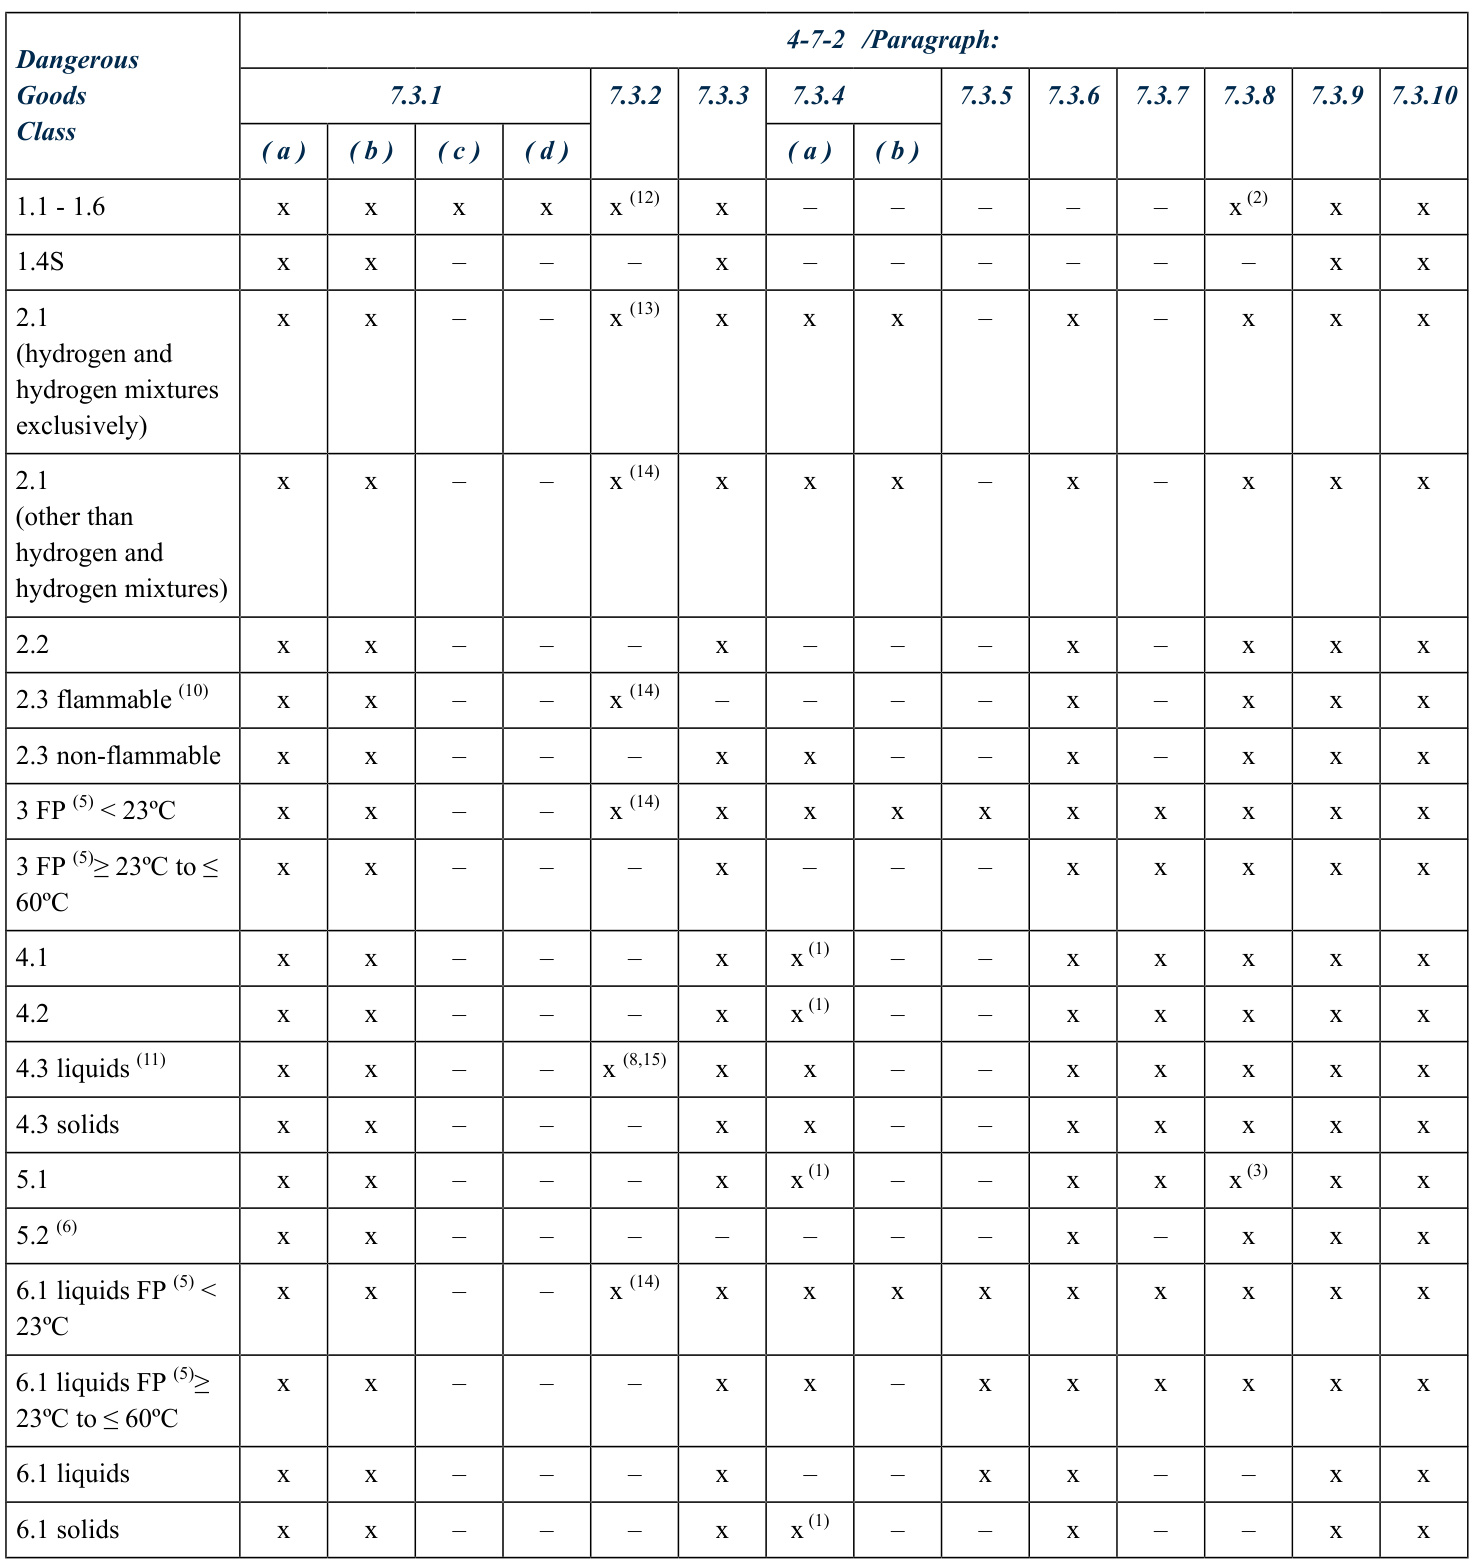 Dangerous Goods Class 4-7-2 /Paragraph:
7.3.1 7.3.2 7.3.3 7.3.4 7.3.5 7.3.6 7.3.7 7.3.8 7.3.9 7.3.10
( a ) ( b ) ( c ) ( d ) ( a ) ( b )
1.1 - 1.6 x x x x x (12) x – – – – – x (2) x x
1.4S x x – – – x – – – – – – x x
2.1 x x – – x (13) x x x – x – x x x
(hydrogen and
hydrogen mixtures
exclusively)
2.1 x x – – x (14) x x x – x – x x x
(other than
hydrogen and
hydrogen mixtures)
2.2 x x – – – x – – – x – x x x
2.3 flammable (10) x x – – x (14) – – – – x – x x x
2.3 non-flammable x x – – – x x – – x – x x x
3 FP (5) < 23ºC x x – – x (14) x x x x x x x x x
3 FP (5)≥ 23ºC to ≤ x x – – – x – – – x x x x x
60ºC
4.1 x x – – – x x (1) – – x x x x x
4.2 x x – – – x x (1) – – x x x x x
4.3 liquids (11) x x – – x (8,15) x x – – x x x x x
4.3 solids x x – – – x x – – x x x x x
5.1 x x – – – x x (1) – – x x x (3) x x
5.2 (6) x x – – – – – – – x – x x x
6.1 liquids FP (5) < x x – – x (14) x x x x x x x x x
23ºC
6.1 liquids FP (5)≥ x x – – – x x – x x x x x x
23ºC to ≤ 60ºC
6.1 liquids x x – – – x – – x x – – x x
6.1 solids x x – – – x x (1) – – x – – x x